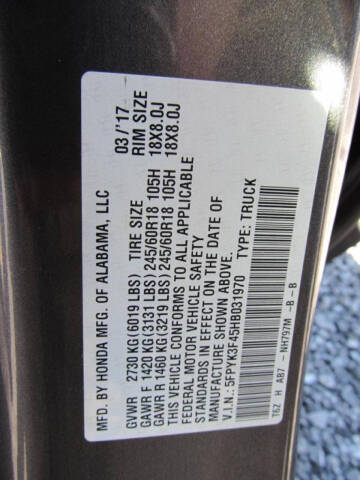 MFD. BY HONDA MFG. OF ALABAMA, LLC 03/'17
GVWR 2730 KG(6019 LBS) TIRE SIZE RIM SIZE
GAWR F 1420 KG(3131 LBS) 245/60R18 105H 18X8.0J
GAWR R 1460 KG(3219 LBS) 245/60R18 105H 18X8.0J
THIS VEHICLE CONFORMS TO ALL APPLICABLE
FEDERAL MOTOR VEHICLE SAFETY
STANDARDS IN EFFECT ON THE DATE OF
MANUFACTURE SHOWN ABOVE.
V.I.N.: 5FPYK3F45HB031970 TYPE: TRUCK
T6Z H AB7 - NH797M - B - B